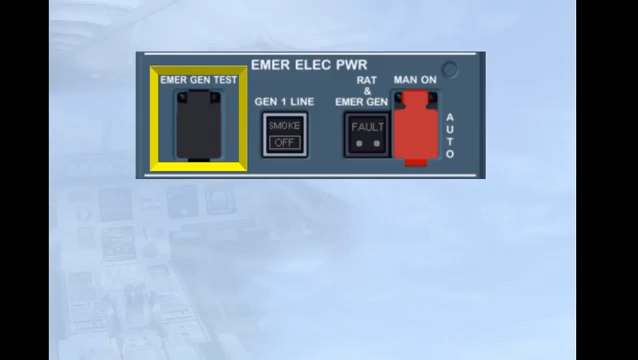 EMER ELEC PWR
EMER GEN TEST
GEN 1 LINE
SMOKE
OFF
RAT
&
EMER GEN
FAULT
MAN ON
A
U
T
O